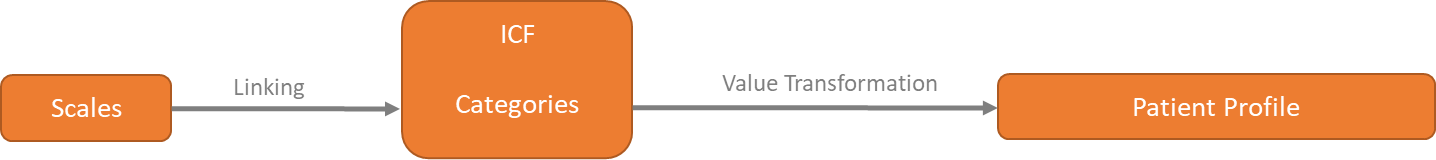 ICF
Scales
Linking
Categories
Value Transformation
Patient Profile